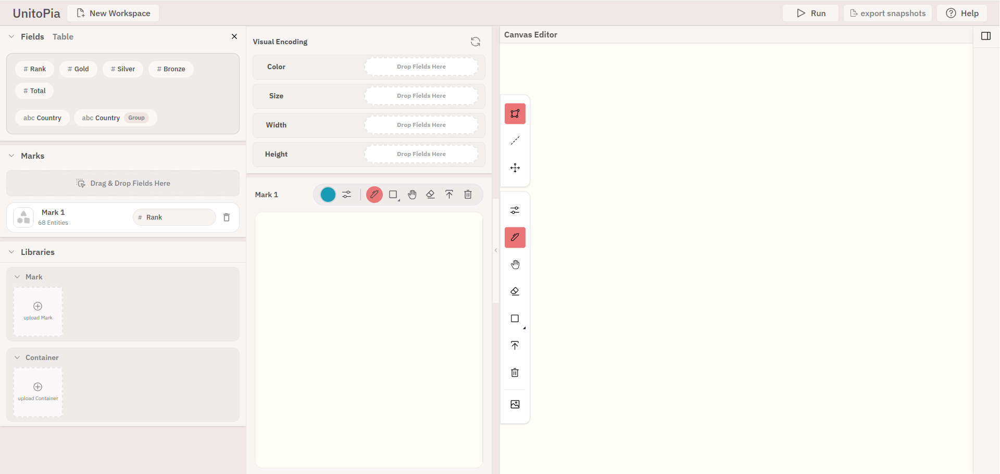 UnitoPia
New Workspace
Run
export snapshots
Help
Fields
Table
# Rank
# Gold
# Silver
# Bronze
# Total
abc Country
abc Country Group
Marks
Drag & Drop Fields Here
Mark 1
68 Entities
# Rank
Libraries
Mark
upload Mark
Container
upload Container
Visual Encoding
Color
Drop Fields Here
Size
Drop Fields Here
Width
Drop Fields Here
Height
Drop Fields Here
Mark 1
Canvas Editor